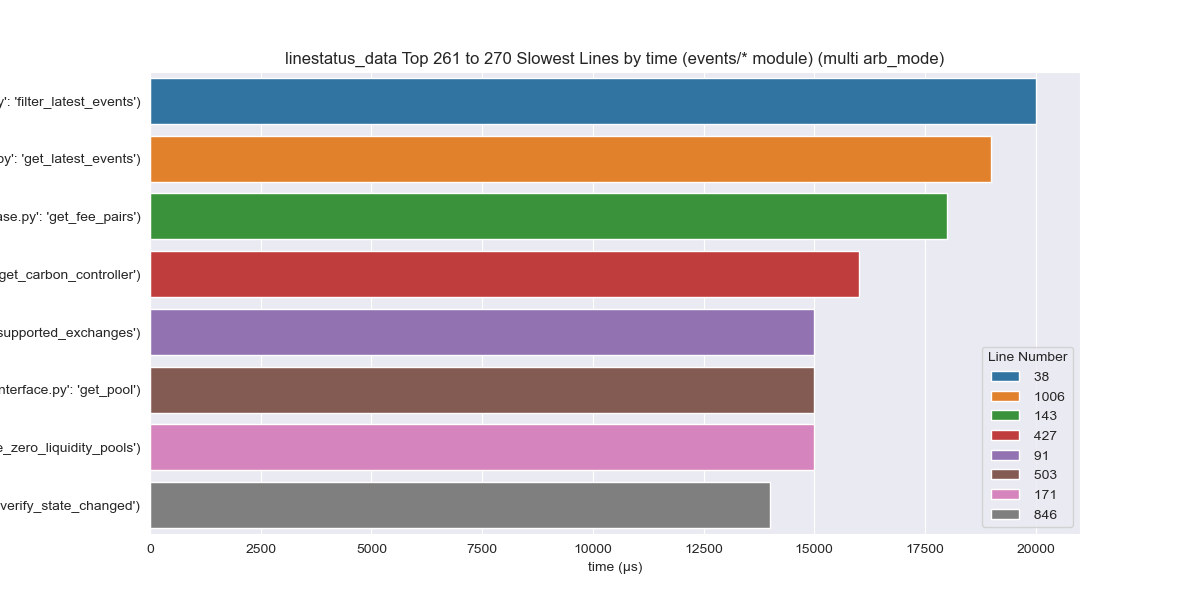 linestatus_data Top 261 to 270 Slowest Lines by time (events/* module) (multi arb_mode)
y': 'filter_latest_events')
py': 'get_latest_events')
ase.py': 'get_fee_pairs')
get_carbon_controller')
supported_exchanges')
nterface.py': 'get_pool')
e_zero_liquidity_pools')
verify_state_changed')
Line Number
38
1006
143
427
91
503
171
846
0 2500 5000 7500 10000 12500 15000 17500 20000
time (µs)